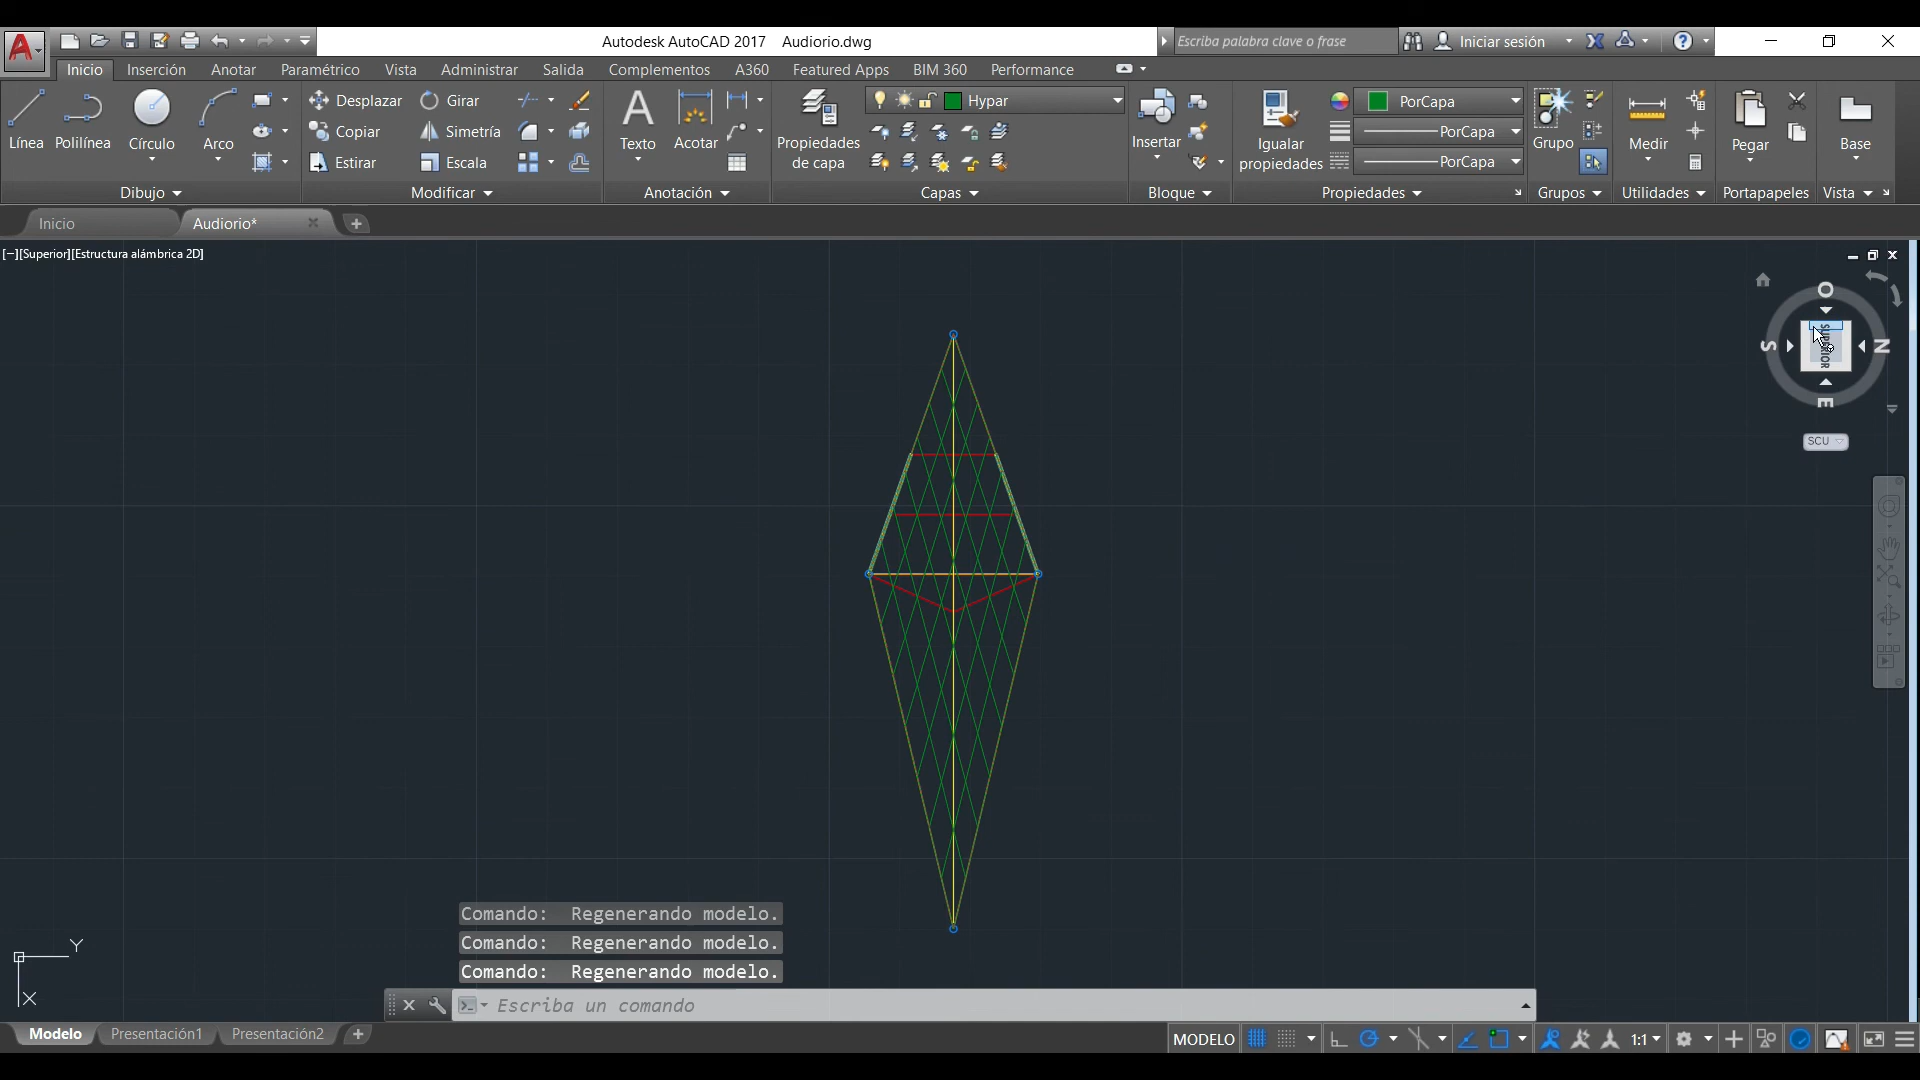 Autodesk AutoCAD 2017 Audiorio.dwg
Escriba palabra clave o frase
Iniciar sesión
Inicio Inserción Anotar Paramétrico Vista Administrar Salida Complementos A360 Featured Apps BIM 360 Performance
Línea Polilínea Círculo Arco
Dibujo
Desplazar Girar
Copiar Simetría
Estirar Escala
Modificar
Texto Acotar
Anotación
Propiedades
de capa
Hypar
Capas
Insertar
Bloque
Igualar
propiedades
PorCapa
PorCapa
PorCapa
Propiedades
Grupo
Grupos
Medir
Utilidades
Pegar
Portapapeles
Base
Vista
Inicio
Audiorio*
[−][Superior][Estructura alámbrica 2D]
O
S SUPERIOR N
E
SCU
Comando: Regenerando modelo.
Comando: Regenerando modelo.
Comando: Regenerando modelo.
Y
X
Escriba un comando
Modelo Presentación1 Presentación2
MODELO
1:1